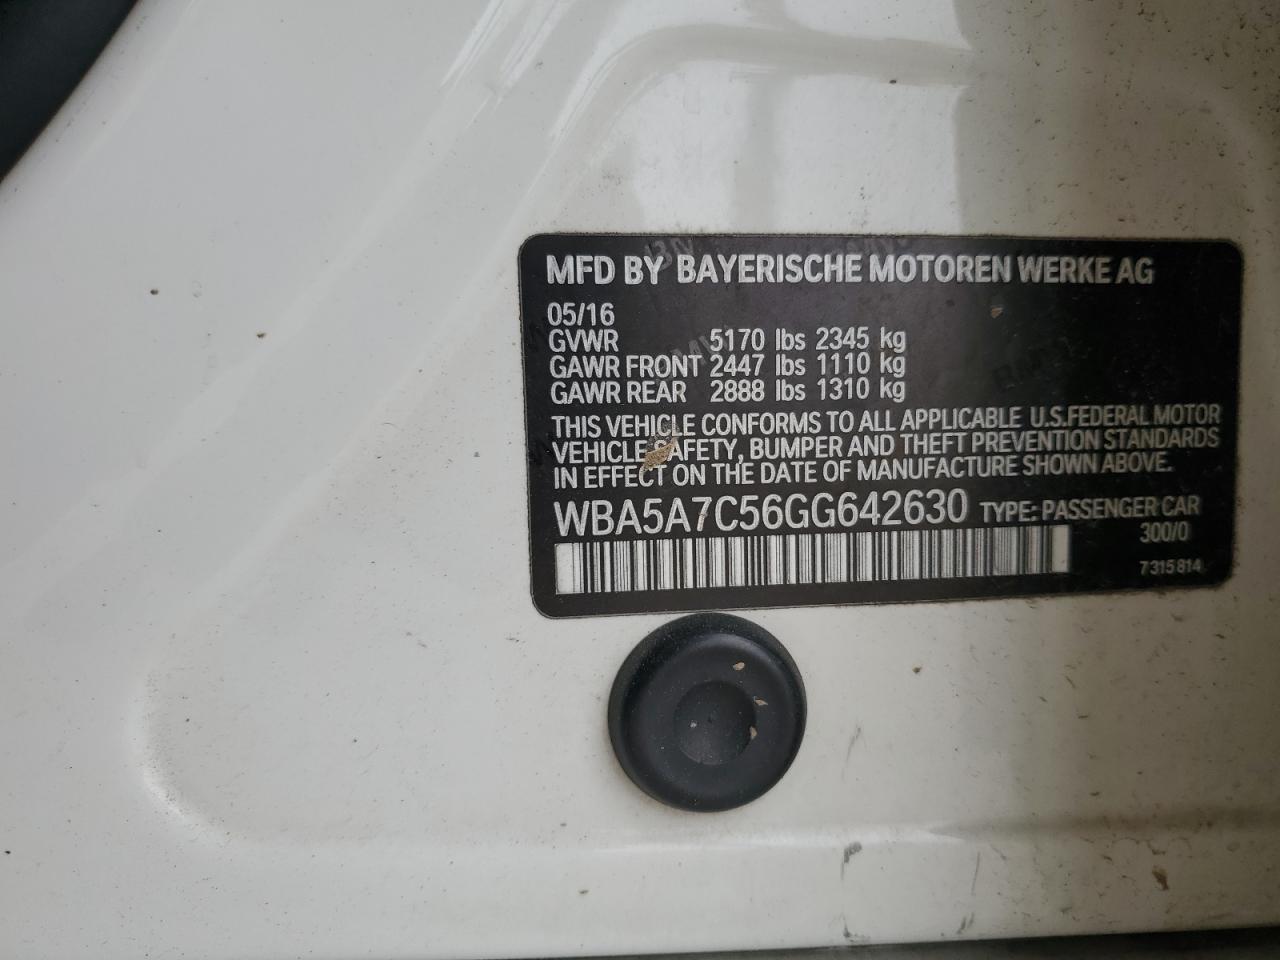 MFD BY BAYERISCHE MOTOREN WERKE AG
05/16
GVWR 5170 lbs 2345 kg
GAWR FRONT 2447 lbs 1110 kg
GAWR REAR 2888 lbs 1310 kg
THIS VEHICLE CONFORMS TO ALL APPLICABLE U.S.FEDERAL MOTOR
VEHICLE SAFETY, BUMPER AND THEFT PREVENTION STANDARDS
IN EFFECT ON THE DATE OF MANUFACTURE SHOWN ABOVE.
WBA5A7C56GG642630 TYPE: PASSENGER CAR
300/0
7315814